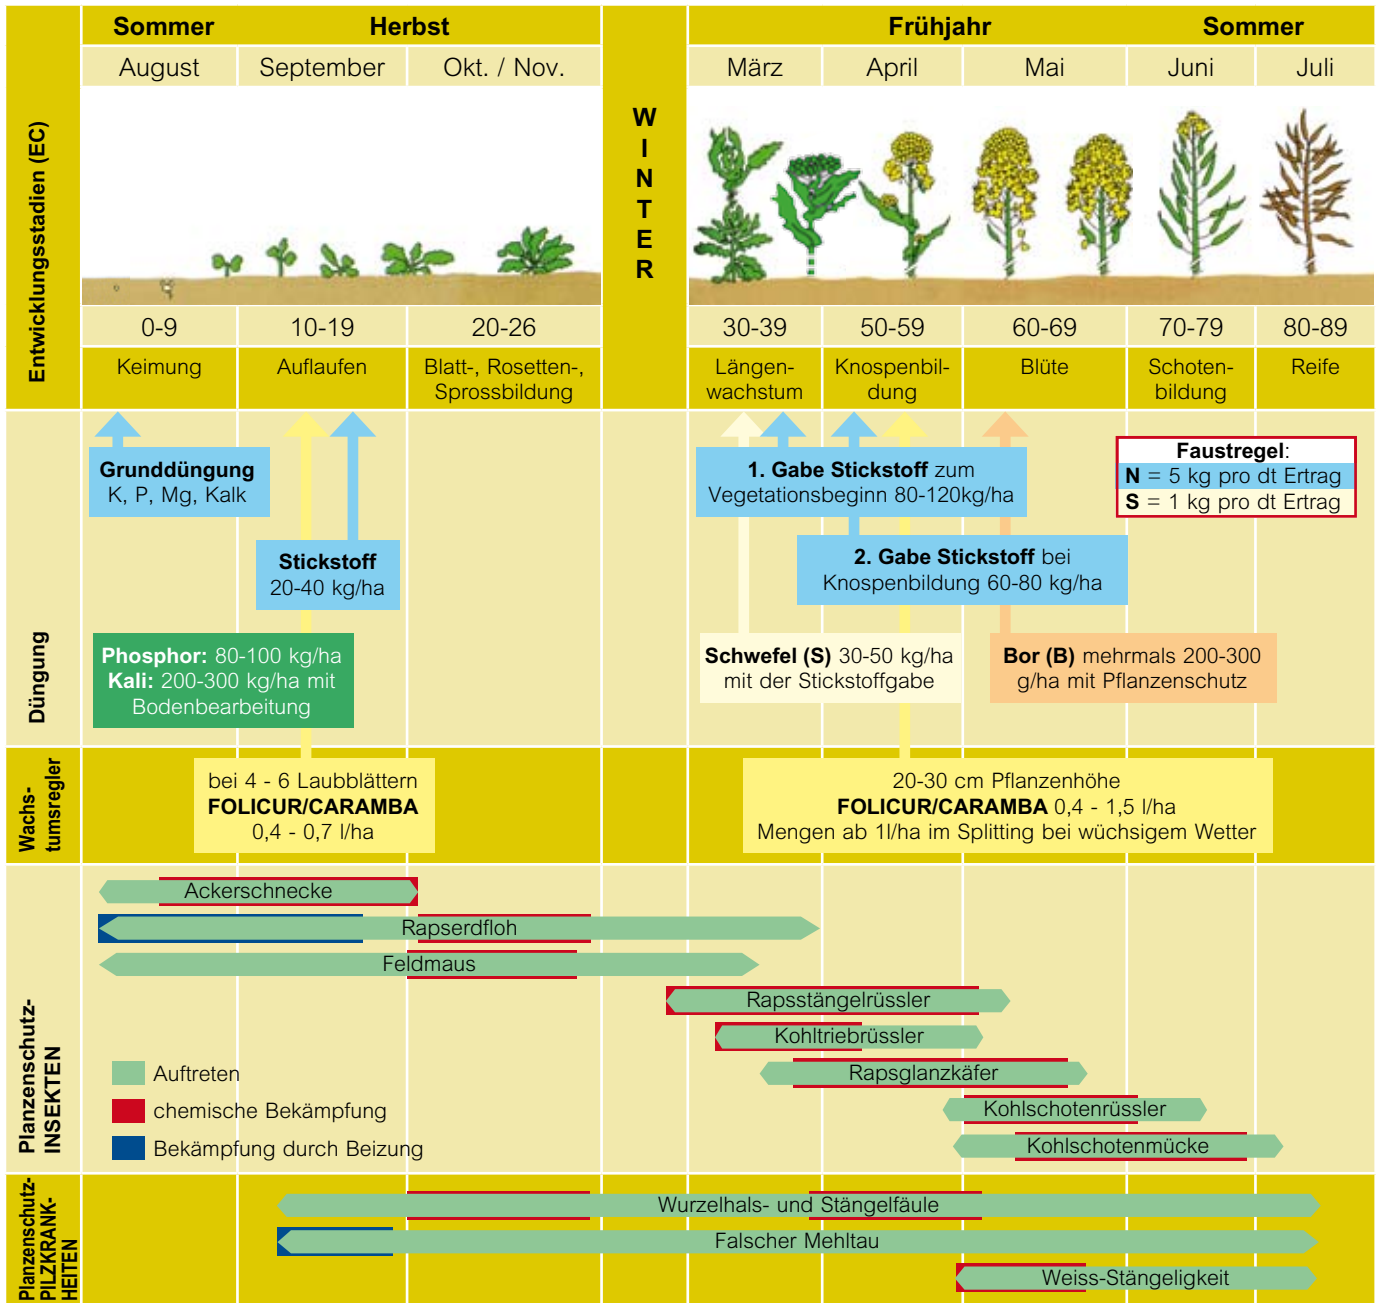 Sommer
Herbst
Frühjahr
Sommer
August
September
Okt. / Nov.
März
April
Mai
Juni
Juli
WINTER
Entwicklungsstadien (EC)
0-9
10-19
20-26
30-39
50-59
60-69
70-79
80-89
Keimung
Auflaufen
Blatt-, Rosetten-,
Sprossbildung
Längen-
wachstum
Knospenbil-
dung
Blüte
Schoten-
bildung
Reife
Düngung
Grunddüngung
K, P, Mg, Kalk
Stickstoff
20-40 kg/ha
Phosphor: 80-100 kg/ha
Kali: 200-300 kg/ha mit
Bodenbearbeitung
1. Gabe Stickstoff zum
Vegetationsbeginn 80-120kg/ha
2. Gabe Stickstoff bei
Knospenbildung 60-80 kg/ha
Faustregel:
N = 5 kg pro dt Ertrag
S = 1 kg pro dt Ertrag
Schwefel (S) 30-50 kg/ha
mit der Stickstoffgabe
Bor (B) mehrmals 200-300
g/ha mit Pflanzenschutz
Wachs-
tumsregler
bei 4 - 6 Laubblättern
FOLICUR/CARAMBA
0,4 - 0,7 l/ha
20-30 cm Pflanzenhöhe
FOLICUR/CARAMBA 0,4 - 1,5 l/ha
Mengen ab 1l/ha im Splitting bei wüchsigem Wetter
Planzenschutz-
INSEKTEN
Ackerschnecke
Rapserdfloh
Feldmaus
Rapsstängelrüssler
Kohltriebrüssler
Rapsglanzkäfer
Kohlschotenrüssler
Kohlschotenmücke
Auftreten
chemische Bekämpfung
Bekämpfung durch Beizung
Planzenschutz-
PILZKRANK-
HEITEN
Wurzelhals- und Stängelfäule
Falscher Mehltau
Weiss-Stängeligkeit